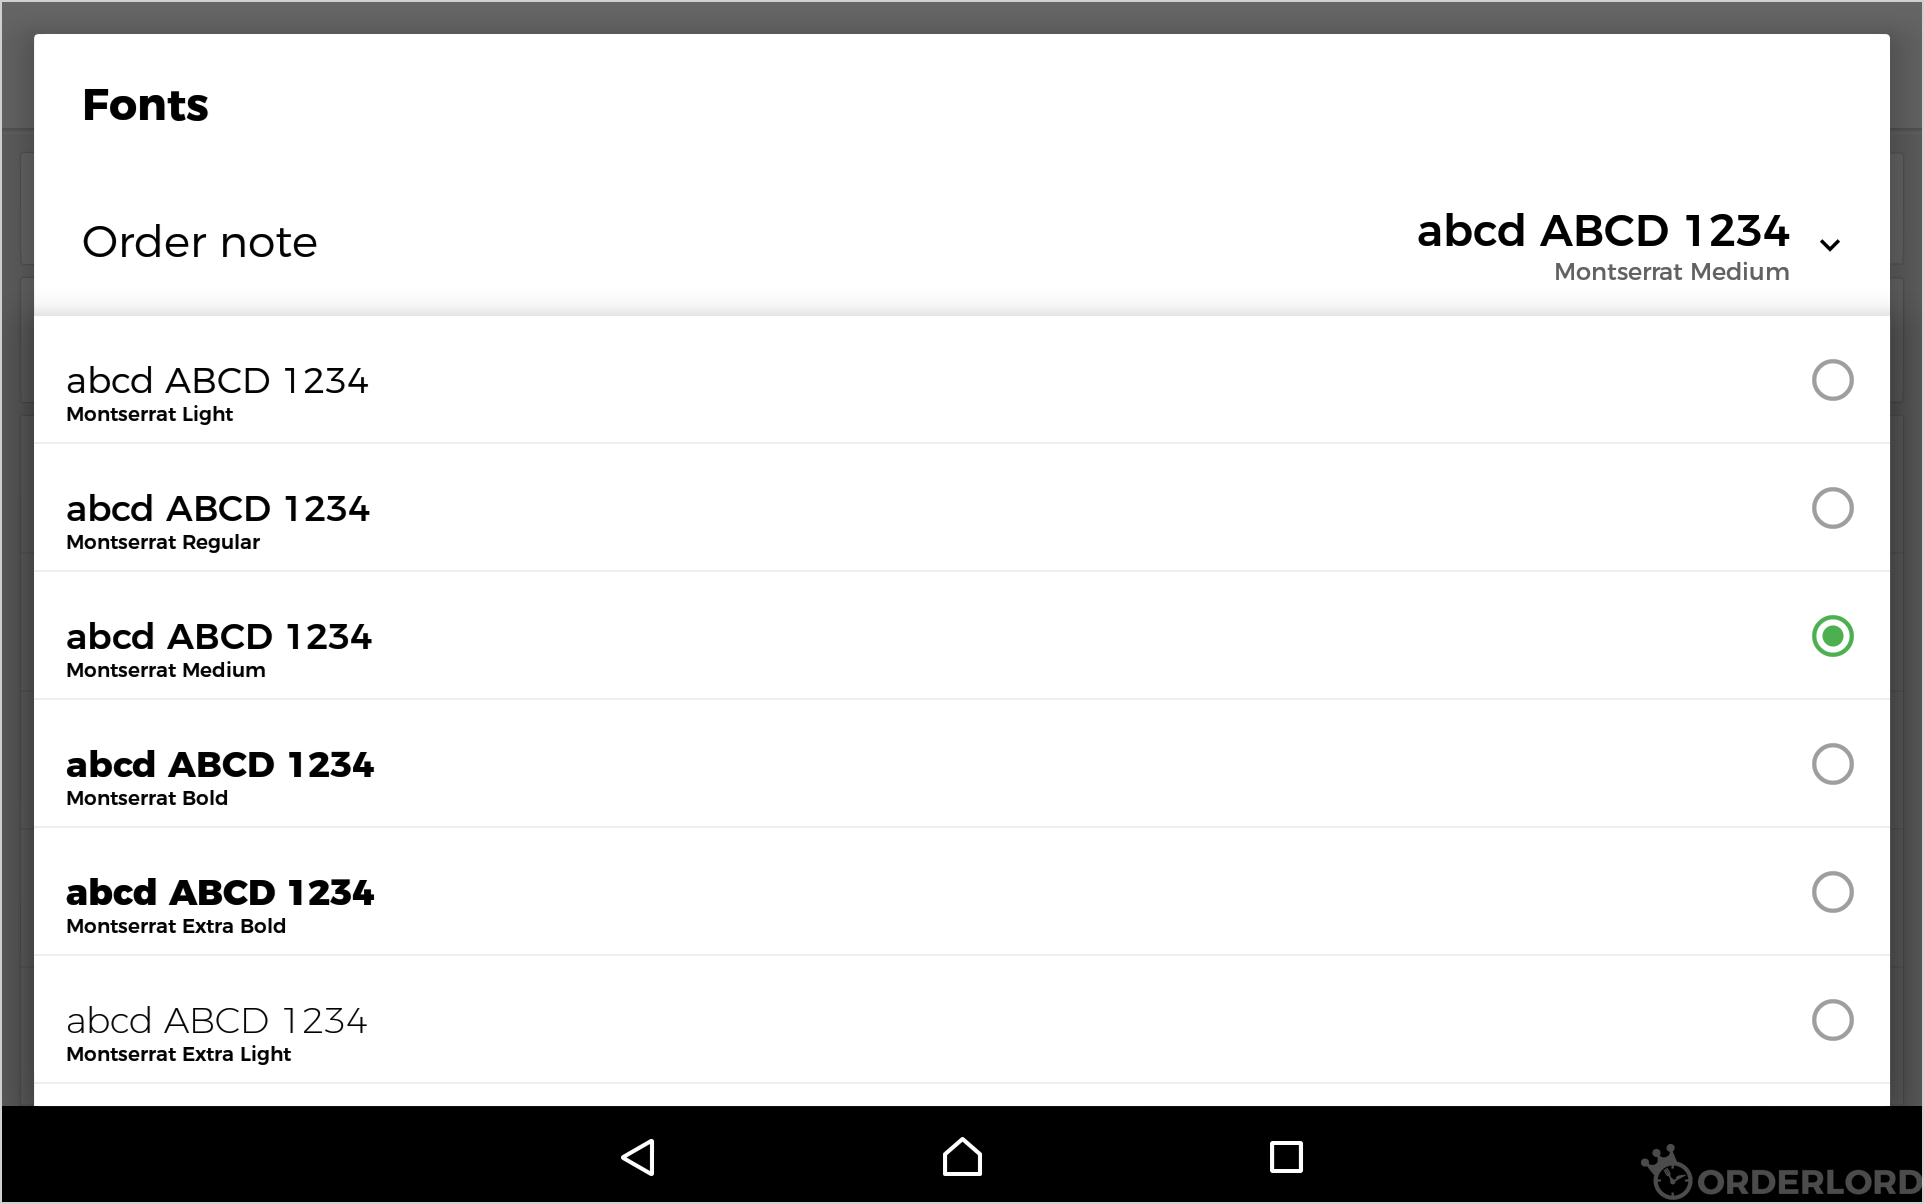 Fonts
Order note
abcd ABCD 1234
Montserrat Medium
abcd ABCD 1234
Montserrat Light
abcd ABCD 1234
Montserrat Regular
abcd ABCD 1234
Montserrat Medium
abcd ABCD 1234
Montserrat Bold
abcd ABCD 1234
Montserrat Extra Bold
abcd ABCD 1234
Montserrat Extra Light
ORDERLORD